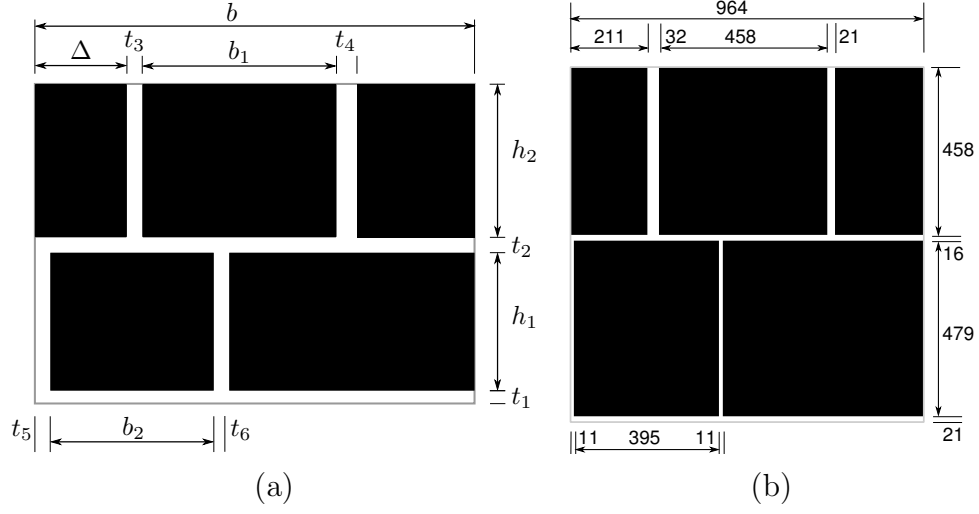 b
Δ t₃ b₁ t₄
h₂
t₂
h₁
t₁
t₅ b₂ t₆
(a)
964
211 32 458 21
458
16
479
21
11 395 11
(b)